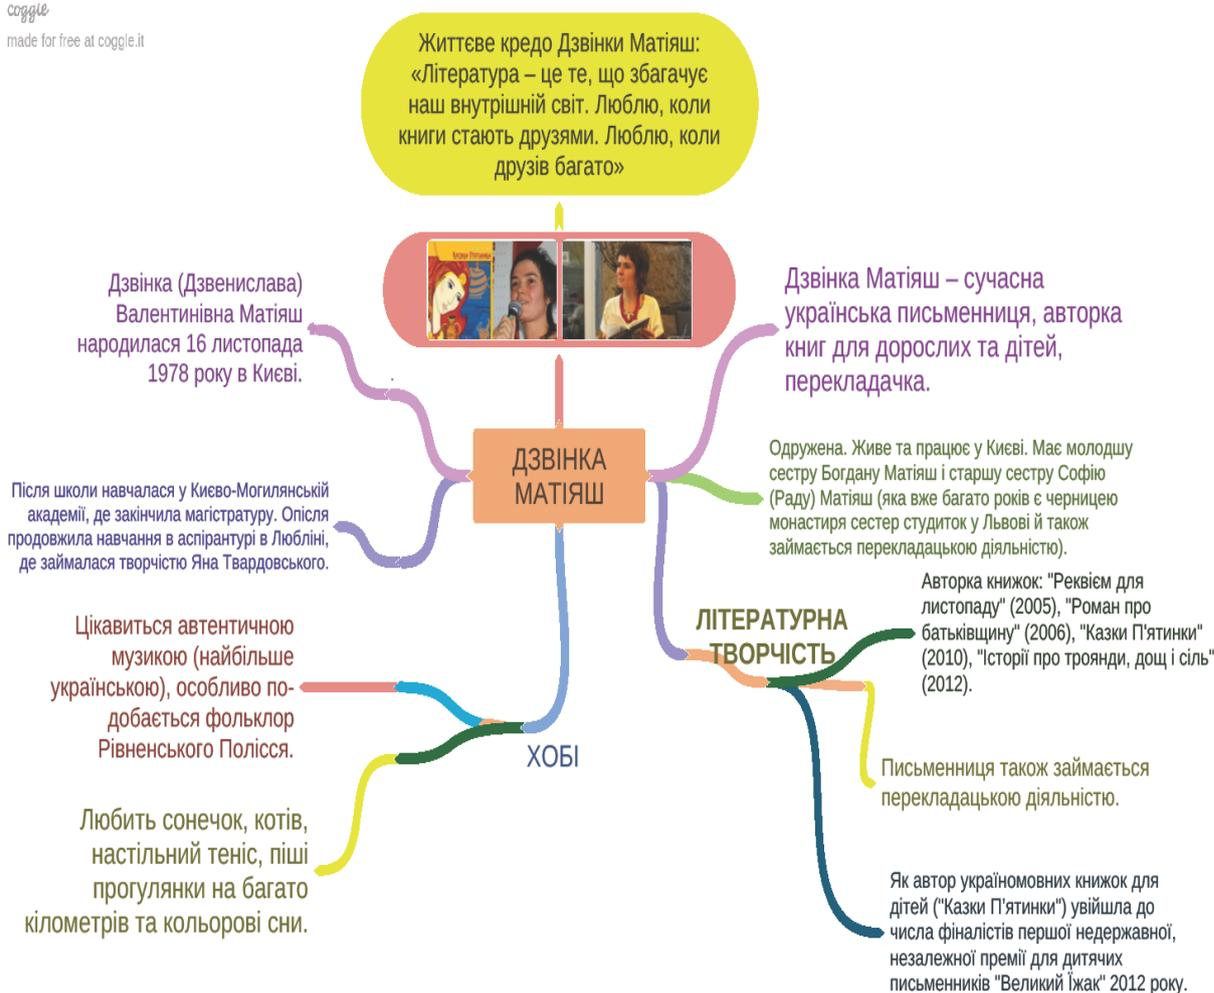 coggle
made for free at coggle.it
Життєве кредо Дзвінки Матіяш:
«Література – це те, що збагачує
наш внутрішній світ. Люблю, коли
книги стають друзями. Люблю, коли
друзів багато»
Дзвінка (Дзвенислава)
Валентинівна Матіяш
народилася 16 листопада
1978 року в Києві.
Дзвінка Матіяш – сучасна
українська письменниця, авторка
книг для дорослих та дітей,
перекладачка.
ДЗВІНКА
МАТІЯШ
Після школи навчалася у Києво-Могилянській
академії, де закінчила магістратуру. Опісля
продовжила навчання в аспірантурі в Любліні,
де займалася творчістю Яна Твардовського.
Одружена. Живе та працює у Києві. Має молодшу
сестру Богдану Матіяш і старшу сестру Софію
(Раду) Матіяш (яка вже багато років є черницею
монастиря сестер студиток у Львові й також
займається перекладацькою діяльністю).
ЛІТЕРАТУРНА
ТВОРЧІСТЬ
Авторка книжок: "Реквієм для
листопаду" (2005), "Роман про
батьківщину" (2006), "Казки П'ятинки"
(2010), "Історії про троянди, дощ і сіль"
(2012).
Письменниця також займається
перекладацькою діяльністю.
Як автор україномовних книжок для
дітей ("Казки П'ятинки") увійшла до
числа фіналістів першої недержавної,
незалежної премії для дитячих
письменників "Великий Їжак" 2012 року.
ХОБІ
Цікавиться автентичною
музикою (найбільше
українською), особливо по-
добається фольклор
Рівненського Полісся.
Любить сонечок, котів,
настільний теніс, піші
прогулянки на багато
кілометрів та кольорові сни.